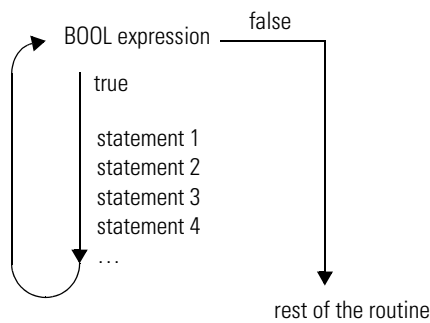 false
BOOL expression
true
statement 1
statement 2
statement 3
statement 4
…
rest of the routine